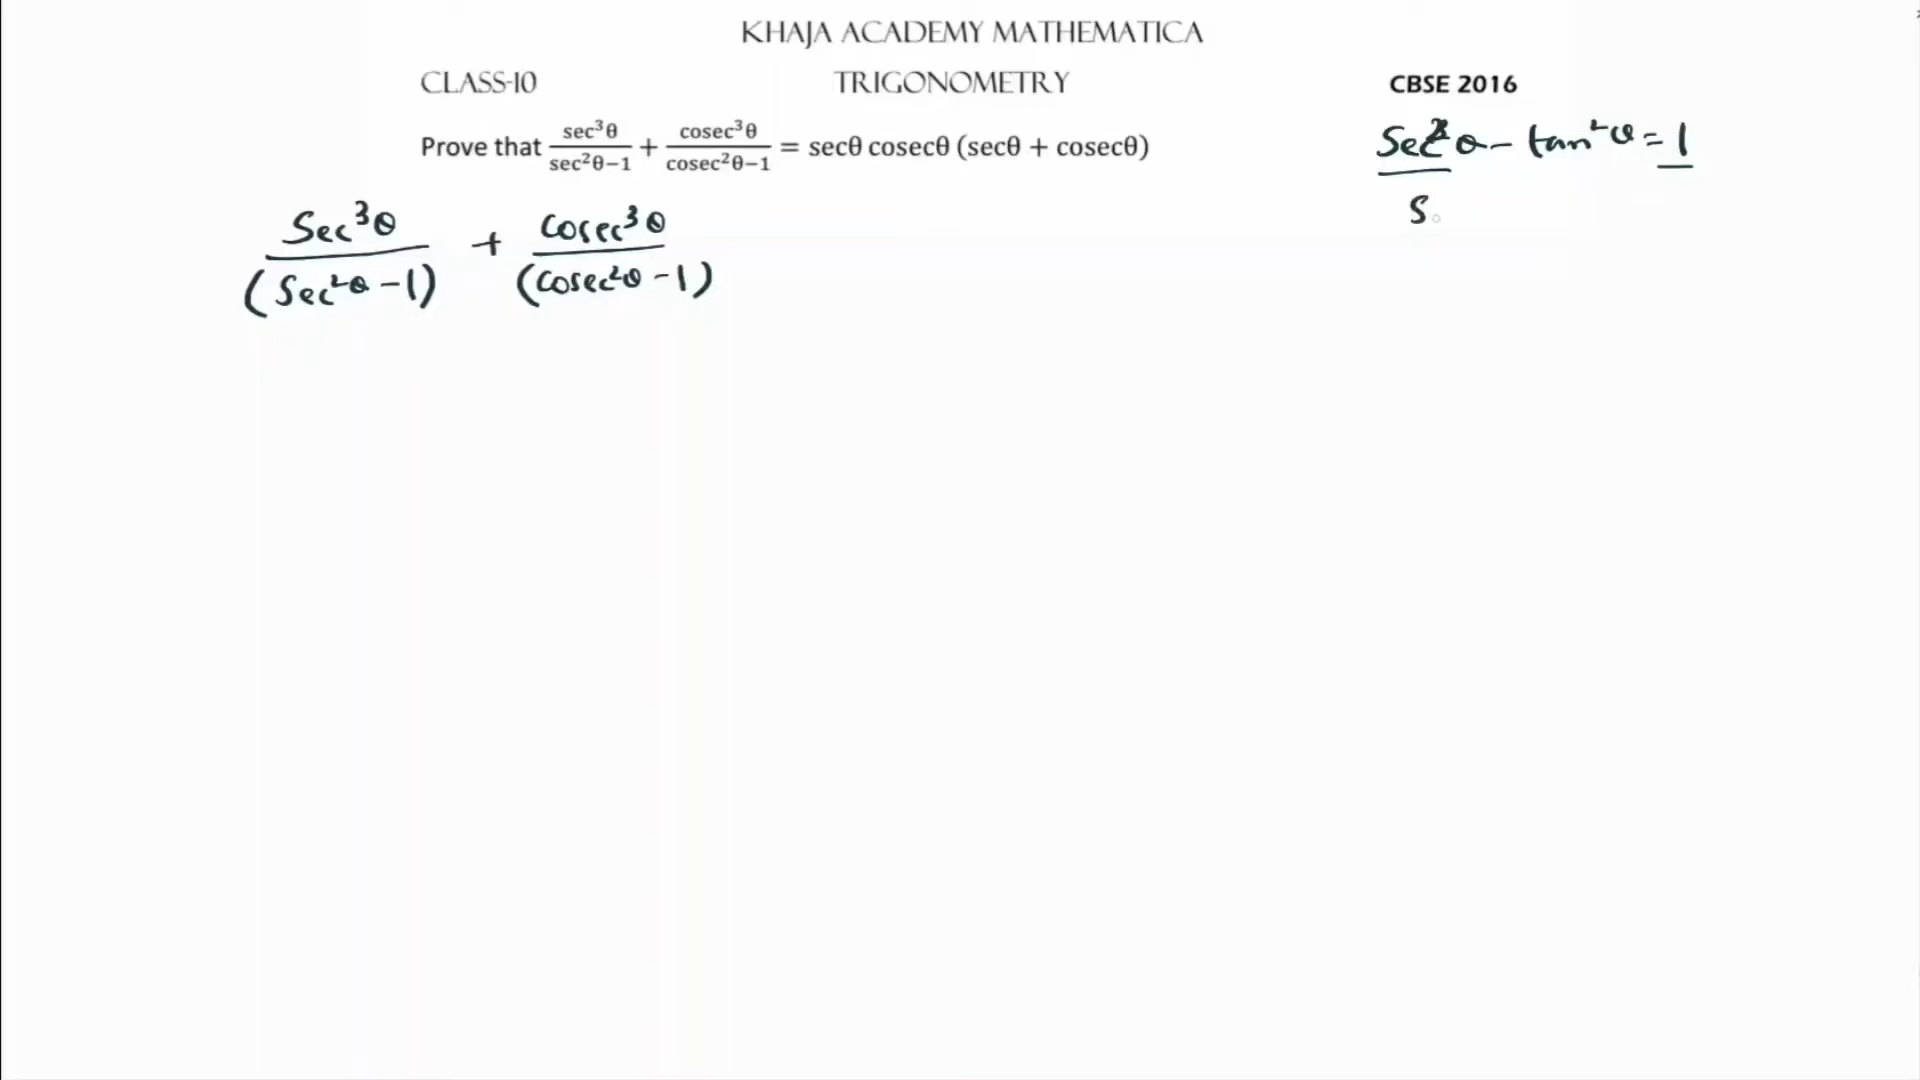 KHAJA ACADEMY MATHEMATICA
CLASS-10 TRIGONOMETRY CBSE 2016
Prove that sec³θ/sec²θ−1 + cosec³θ/cosec²θ−1 = secθ cosecθ (secθ + cosecθ)
Sec²θ − tan²θ = 1
S
Sec³θ/(Sec²θ − 1) + Cosec³θ/(Cosec²θ − 1)